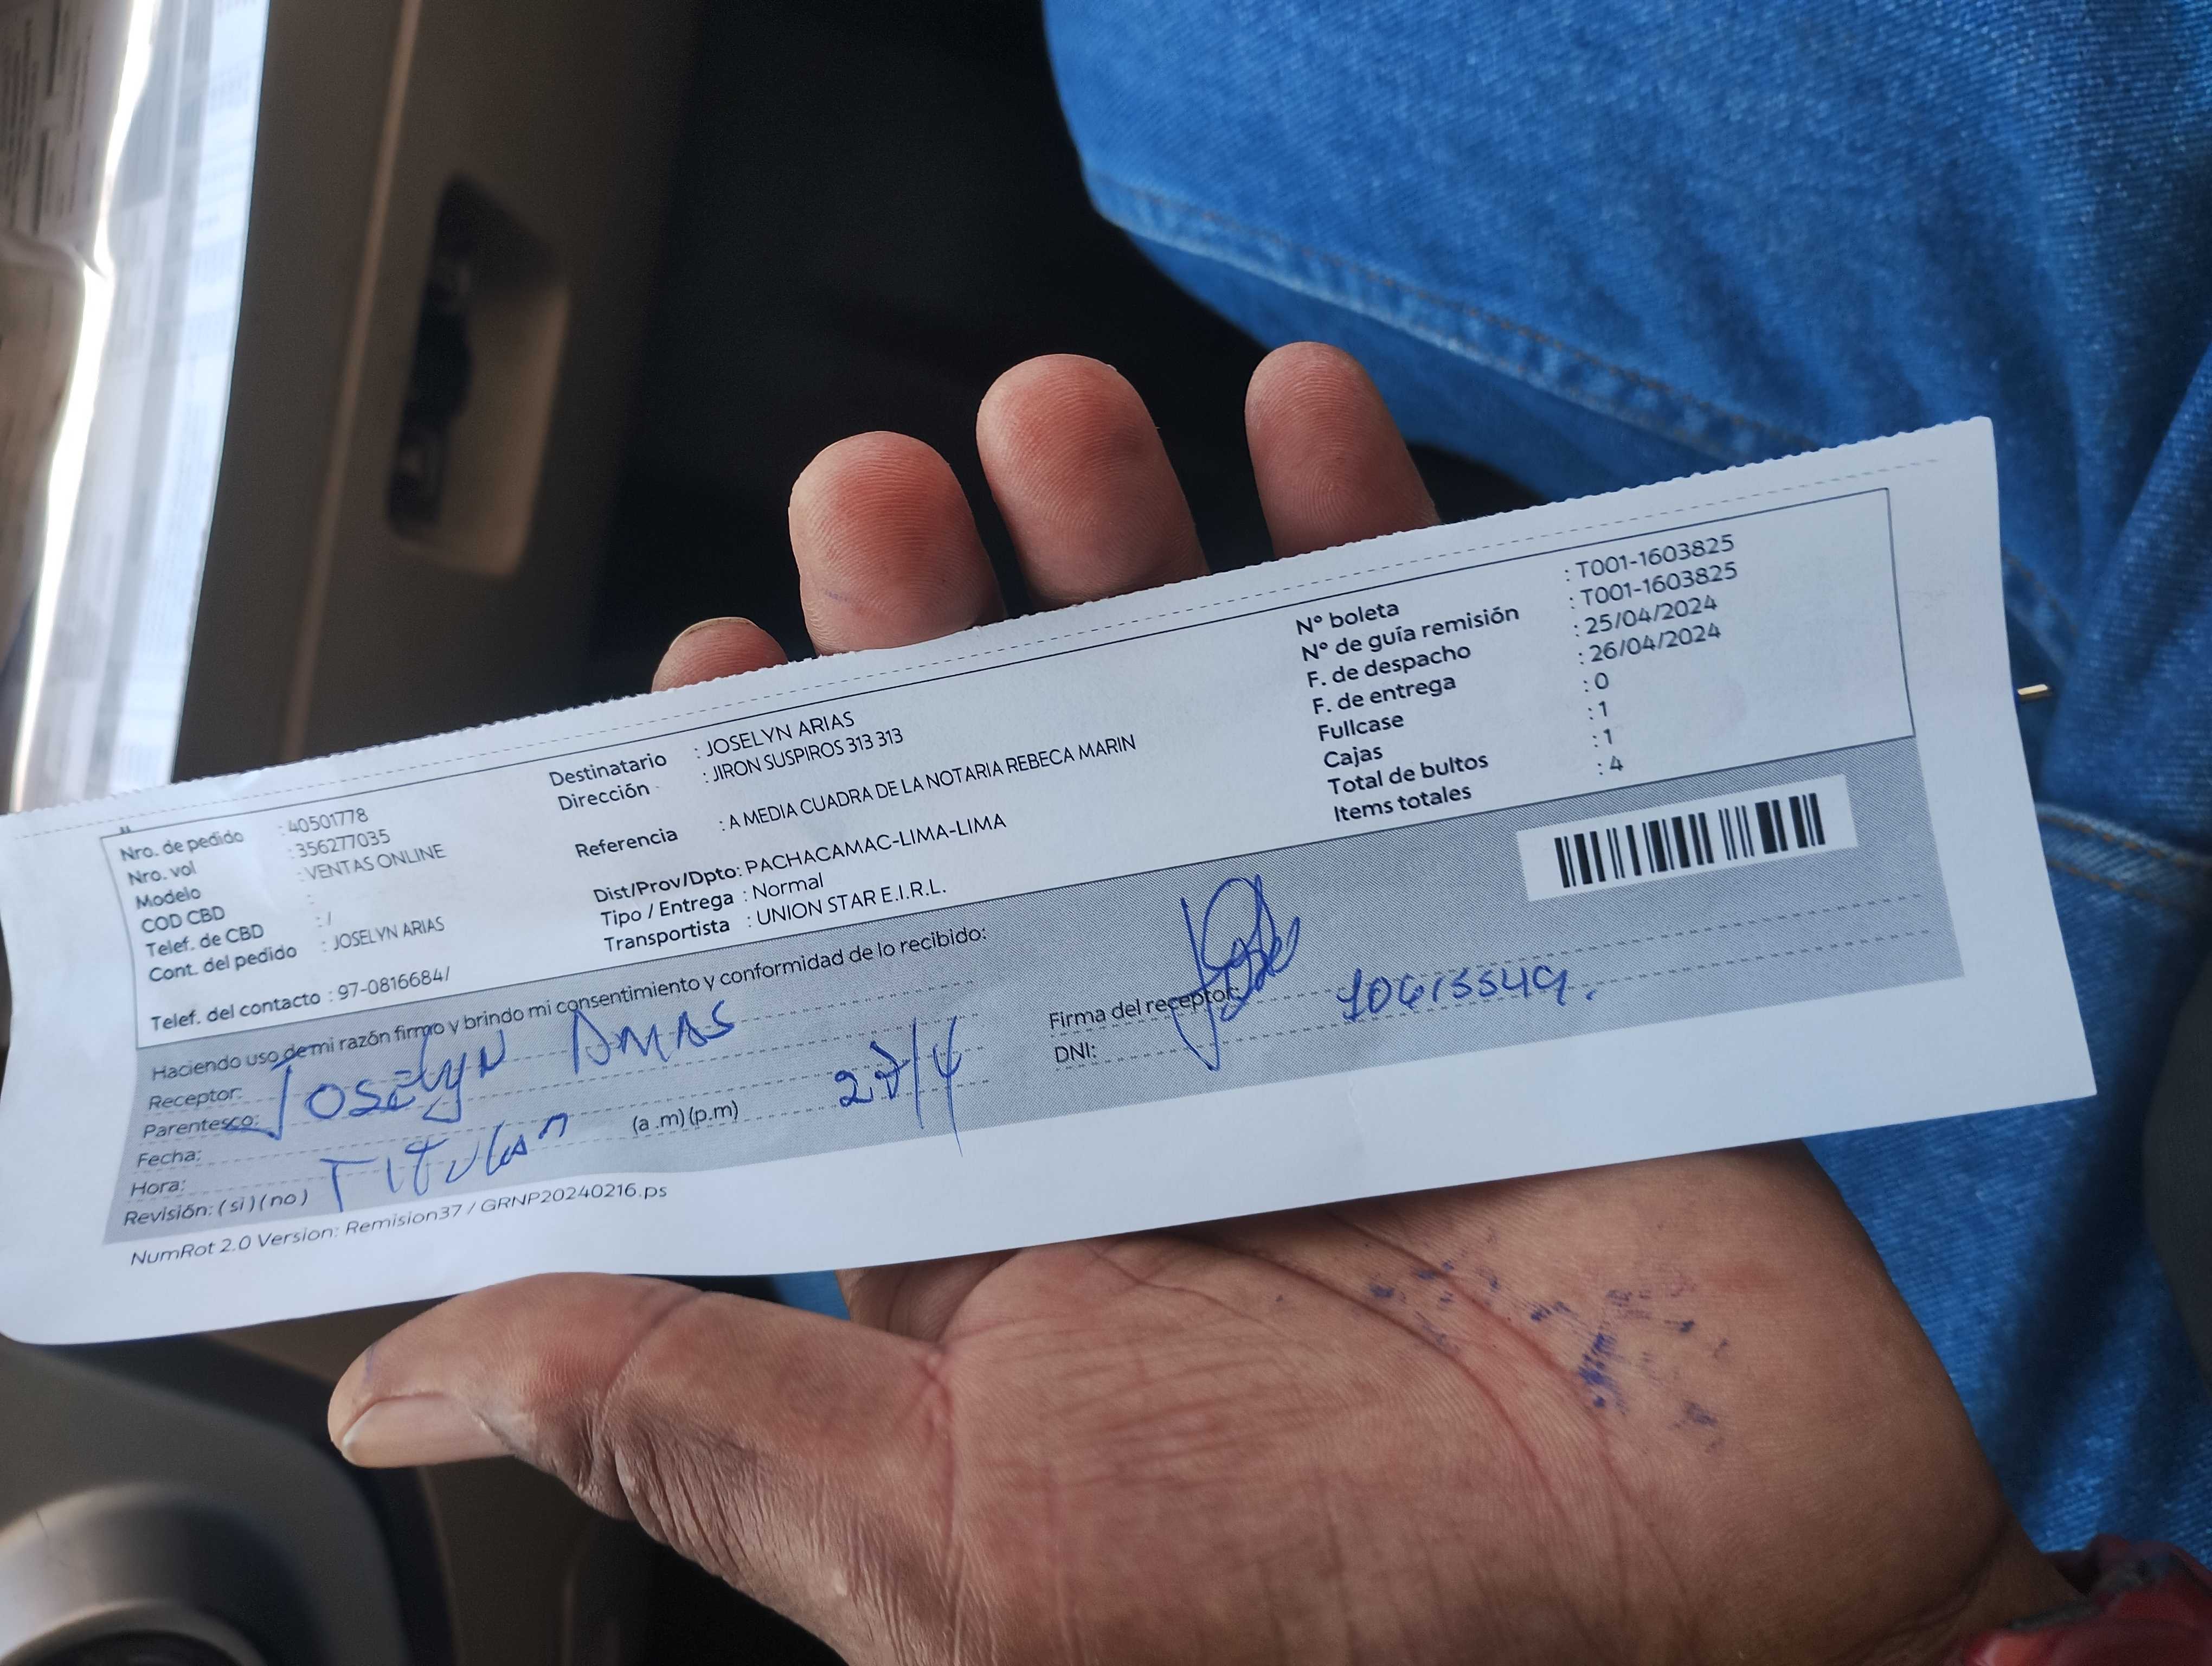 Nro. de pedido : 40501778
Nro. vol : 356277035
Modelo : VENTAS ONLINE
COD CBD :
Telef. de CBD : /
Cont. del pedido : JOSELYN ARIAS
Telef. del contacto : 97-0816684/
Destinatario : JOSELYN ARIAS
Dirección : JIRON SUSPIROS 313 313
Referencia : A MEDIA CUADRA DE LA NOTARIA REBECA MARIN
Dist/Prov/Dpto: PACHACAMAC-LIMA-LIMA
Tipo / Entrega : Normal
Transportista : UNION STAR E.I.R.L.
N° boleta : T001-1603825
N° de guía remisión : T001-1603825
F. de despacho : 25/04/2024
F. de entrega : 26/04/2024
Fullcase : 0
Cajas : 1
Total de bultos : 1
Items totales : 4
Haciendo uso de mi razón firmo y brindo mi consentimiento y conformidad de lo recibido:
Receptor: Joselyn Arias
Parentesco:
Fecha: 27/4
Hora: (a .m) (p.m)
Revisión: ( si ) ( no ) Titular
Firma del receptor:
DNI:
NumRot 2.0 Version: Remision37 / GRNP20240216.ps